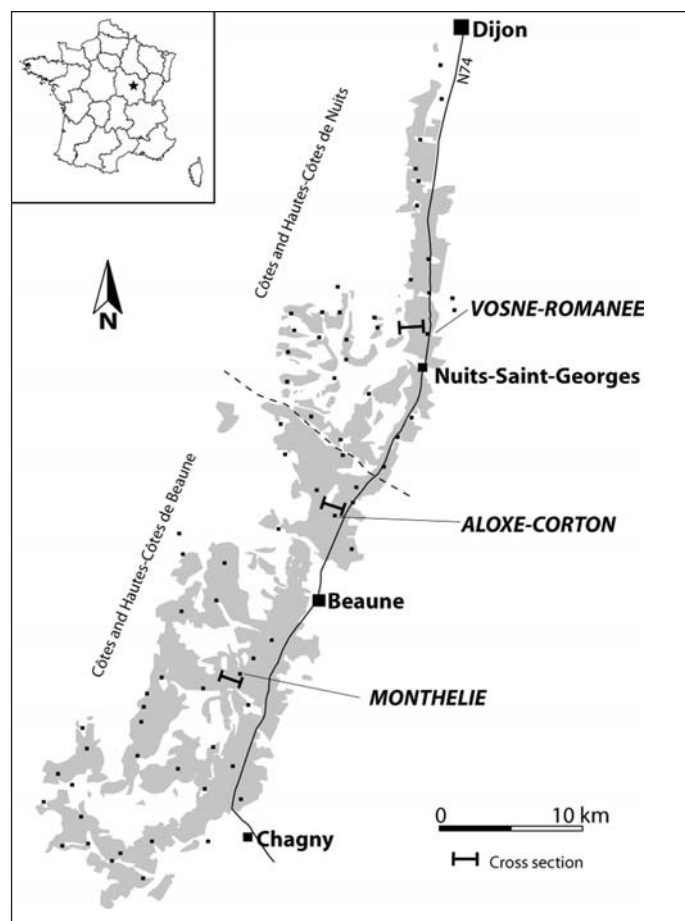 Dijon
N74
Côtes and Hautes-Côtes de Nuits
N
VOSNE-ROMANEE
Nuits-Saint-Georges
ALOXE-CORTON
Côtes and Hautes-Côtes de Beaune
Beaune
MONTHELIE
0 10 km
Chagny
Cross section